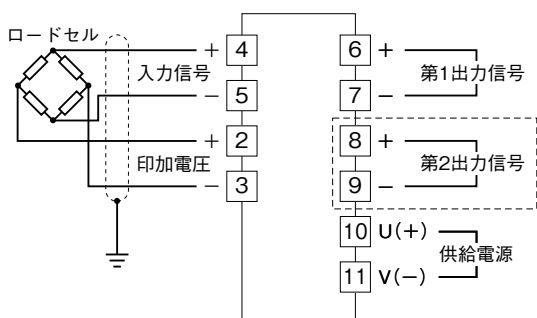 ロードセル
+ 4
入力信号
− 5
+ 2
印加電圧
− 3
6 +
第1出力信号
7 −
8 +
第2出力信号
9 −
10 U(+)
供給電源
11 V(−)